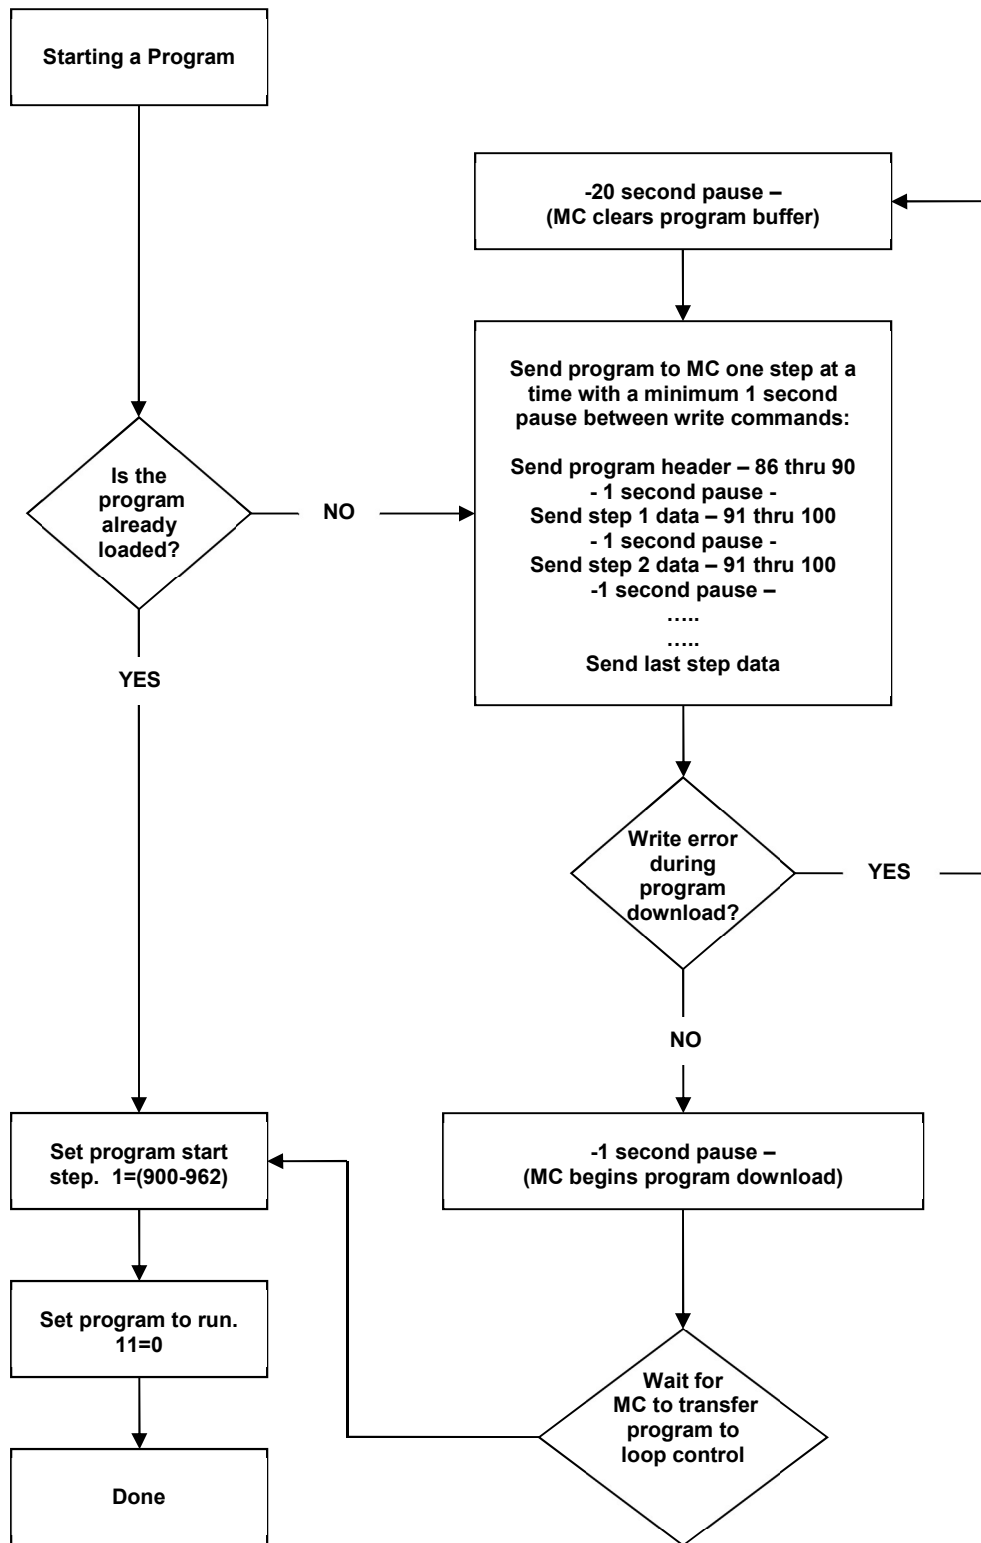 Starting a Program
-20 second pause –
(MC clears program buffer)
Send program to MC one step at a
time with a minimum 1 second
pause between write commands:
Send program header – 86 thru 90
- 1 second pause -
Send step 1 data – 91 thru 100
- 1 second pause -
Send step 2 data – 91 thru 100
-1 second pause –
…..
…..
Send last step data
Is the
program
already
loaded?
NO
YES
Write error
during
program
download?
YES
NO
-1 second pause –
(MC begins program download)
Set program start
step.  1=(900-962)
Set program to run.
11=0
Wait for
MC to transfer
program to
loop control
Done